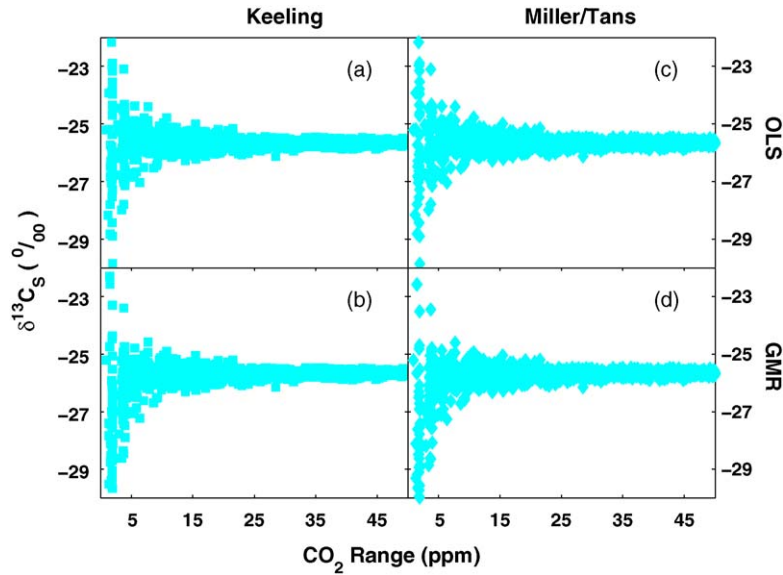 Keeling Miller/Tans
(a) (c)
−23 −23
−25 −25
−27 −27
−29 −29
OLS
δ¹³C_S ( ⁰/₀₀ )
(b) (d)
−23 −23
−25 −25
−27 −27
−29 −29
GMR
5 15 25 35 45 5 15 25 35 45
CO₂ Range (ppm)